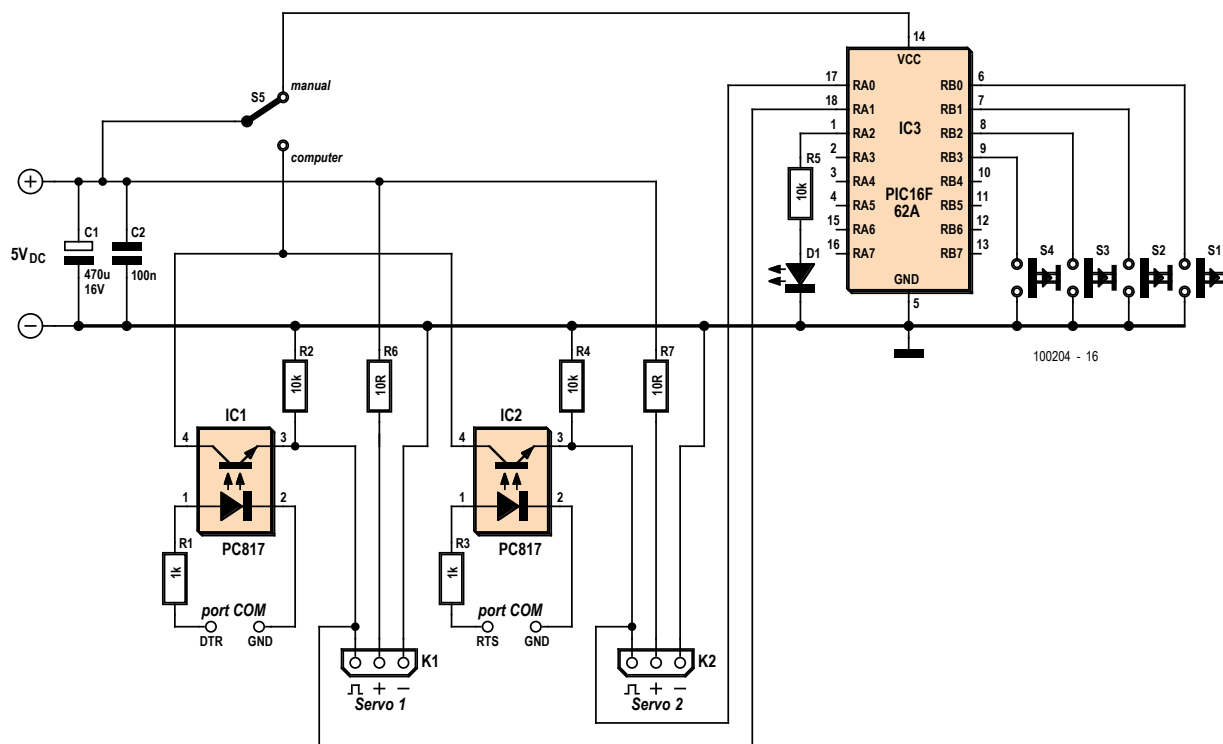 14
VCC
manual
S5
computer
17
RA0
RB0
6
18
RA1
RB1
7
IC3
1
RA2
RB2
8
R5
2
RA3
RB3
9
10k
3
RA4
RB4
10
PIC16F
62A
4
RA5
RB5
11
15
RA6
RB6
12
16
RA7
RB7
13
GND
5
D1
S4
S3
S2
S1
+
5VDC
C1
470u
16V
C2
100n
−
100204 - 16
R2
10k
R6
10R
R4
10k
R7
10R
IC1
4
3
1
2
PC817
IC2
4
3
1
2
PC817
R1
1k
port COM
DTR
GND
R3
1k
port COM
RTS
GND
K1
+ −
Servo 1
K2
+ −
Servo 2